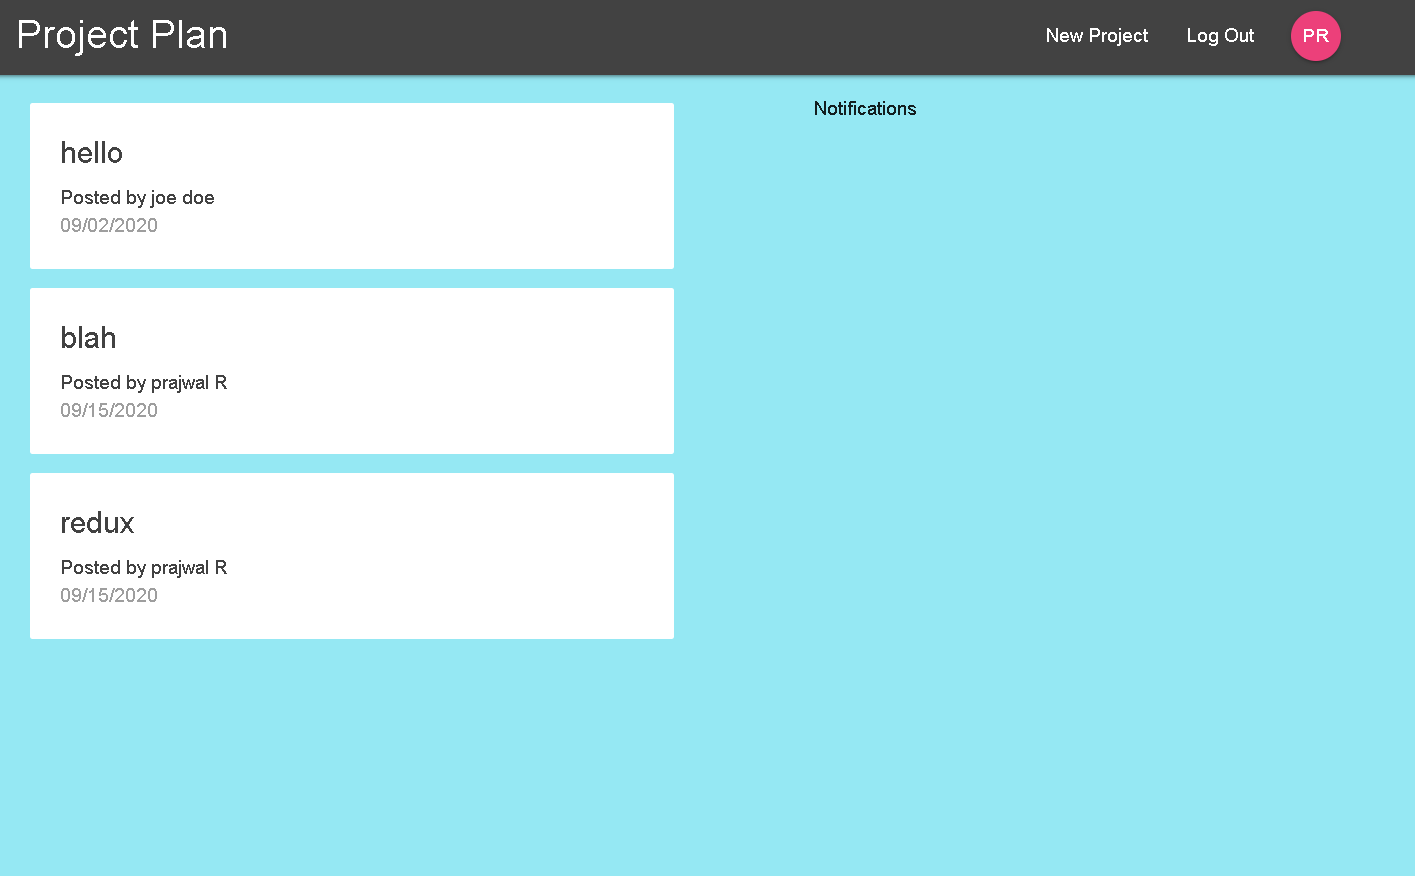 Project Plan
New Project
Log Out
PR
hello
Posted by joe doe
09/02/2020
blah
Posted by prajwal R
09/15/2020
redux
Posted by prajwal R
09/15/2020
Notifications